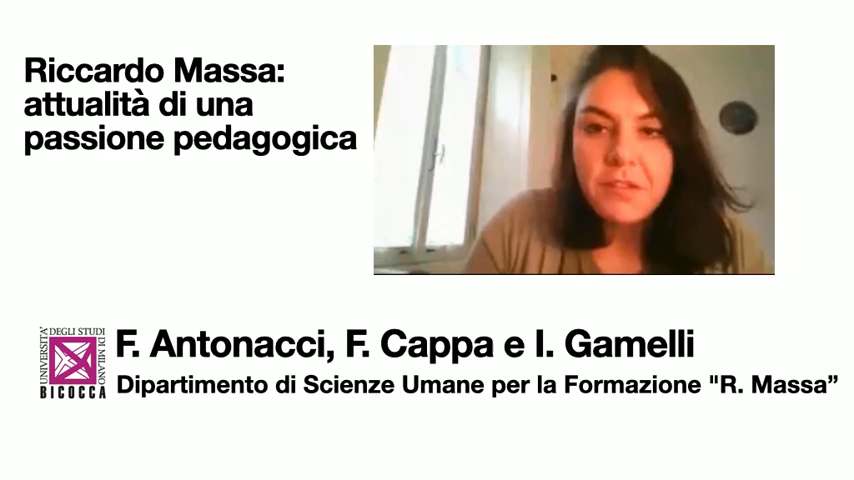 Riccardo Massa:
attualità di una
passione pedagogica
UNIVERSITA'
DEGLI STUDI
DI MILANO
BICOCCA
F. Antonacci, F. Cappa e I. Gamelli
Dipartimento di Scienze Umane per la Formazione "R. Massa”